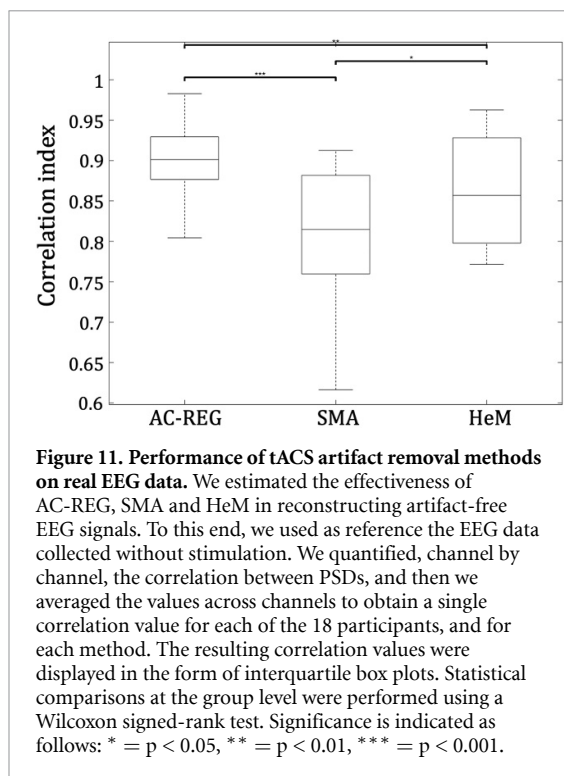 **
*
***
1
0.95
0.9
0.85
0.8
0.75
0.7
0.65
0.6
Correlation index
AC-REG SMA HeM
Figure 11. Performance of tACS artifact removal methods
on real EEG data. We estimated the effectiveness of
AC-REG, SMA and HeM in reconstructing artifact-free
EEG signals. To this end, we used as reference the EEG data
collected without stimulation. We quantified, channel by
channel, the correlation between PSDs, and then we
averaged the values across channels to obtain a single
correlation value for each of the 18 participants, and for
each method. The resulting correlation values were
displayed in the form of interquartile box plots. Statistical
comparisons at the group level were performed using a
Wilcoxon signed-rank test. Significance is indicated as
follows: * = p < 0.05, ** = p < 0.01, *** = p < 0.001.